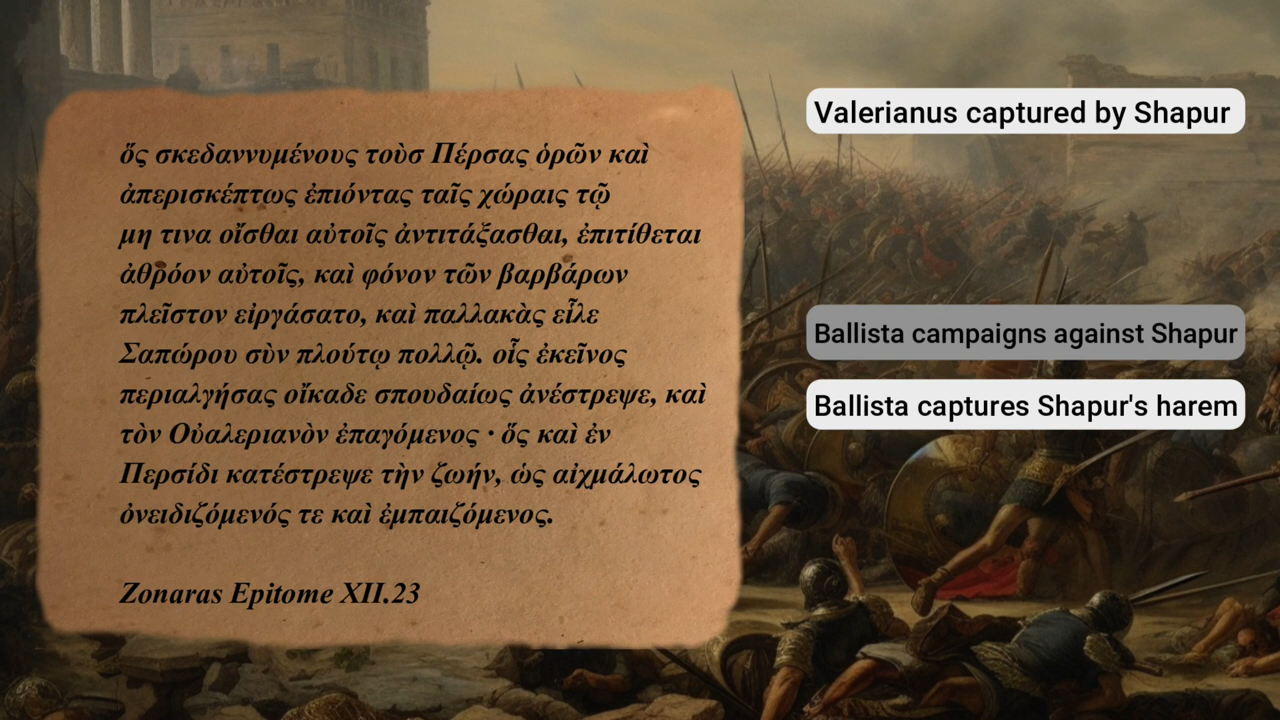 ὅς σκεδαννυμένους τοὺσ Πέρσας ὁρῶν καὶ
ἀπερισκέπτως ἐπιόντας ταῖς χώραις τῷ
μη τινα οἴσθαι αὐτοῖς ἀντιτάξασθαι, ἐπιτίθεται
ἀθρόον αὐτοῖς, καὶ φόνον τῶν βαρβάρων
πλεῖστον εἰργάσατο, καὶ παλλακὰς εἷλε
Σαπώρου σὺν πλούτῳ πολλῷ. οἷς ἐκεῖνος
περιαλγήσας οἴκαδε σπουδαίως ἀνέστρεψε, καὶ
τὸν Οὐαλεριανὸν ἐπαγόμενος · ὅς καὶ ἐν
Περσίδι κατέστρεψε τὴν ζωήν, ὡς αἰχμάλωτος
ὀνειδιζόμενός τε καὶ ἐμπαιζόμενος.
Zonaras Epitome XII.23
Valerianus captured by Shapur
Ballista campaigns against Shapur
Ballista captures Shapur's harem